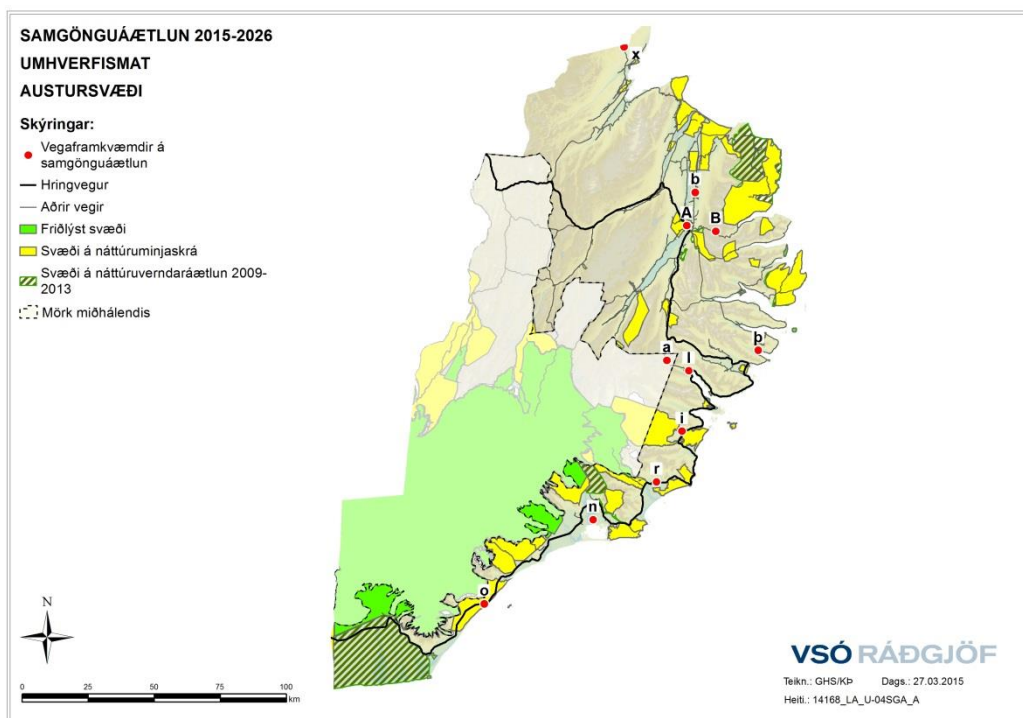 SAMGÖNGUÁÆTLUN 2015-2026
UMHVERFISMAT
AUSTURSVÆÐI
Skýringar:
Vegaframkvæmdir á
samgönguáætlun
Hringvegur
Aðrir vegir
Friðlýst svæði
Svæði á náttúruminjaskrá
Svæði á náttúruverndaráætlun 2009-
2013
Mörk miðhálendis
x
b
A
B
þ
a
l
i
r
n
o
N
0 25 50 75 100
km
VSÓ RÁÐGJÖF
Teikn.: GHS/KÞ Dags.: 27.03.2015
Heiti.: 14168_LA_U-04SGA_A